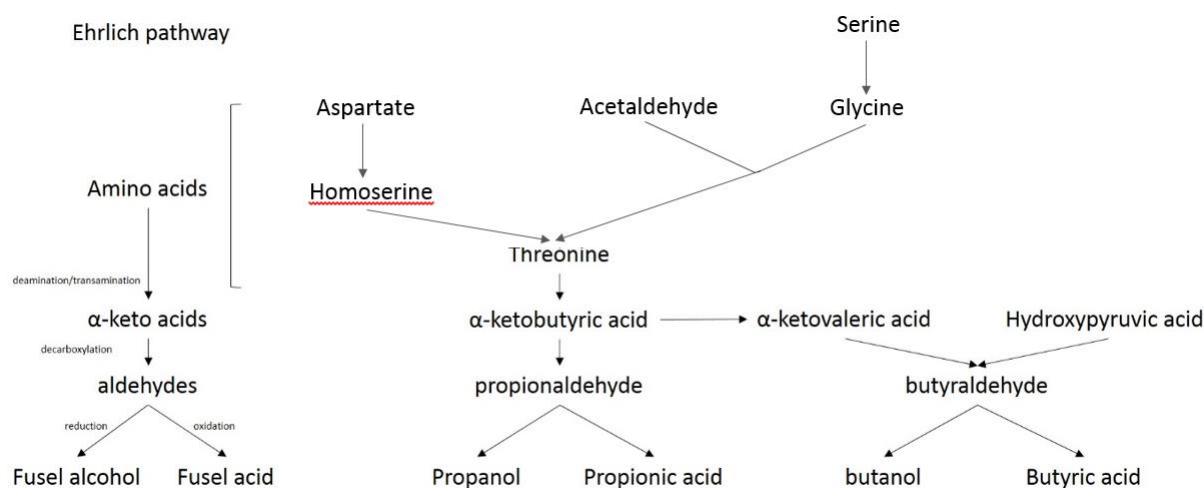 Ehrlich pathway
Serine
Aspartate
Acetaldehyde
Glycine
Amino acids
Homoserine
Threonine
deamination/transamination
α-keto acids
α-ketobutyric acid
α-ketovaleric acid
Hydroxypyruvic acid
decarboxylation
aldehydes
propionaldehyde
butyraldehyde
reduction
oxidation
Fusel alcohol
Fusel acid
Propanol
Propionic acid
butanol
Butyric acid